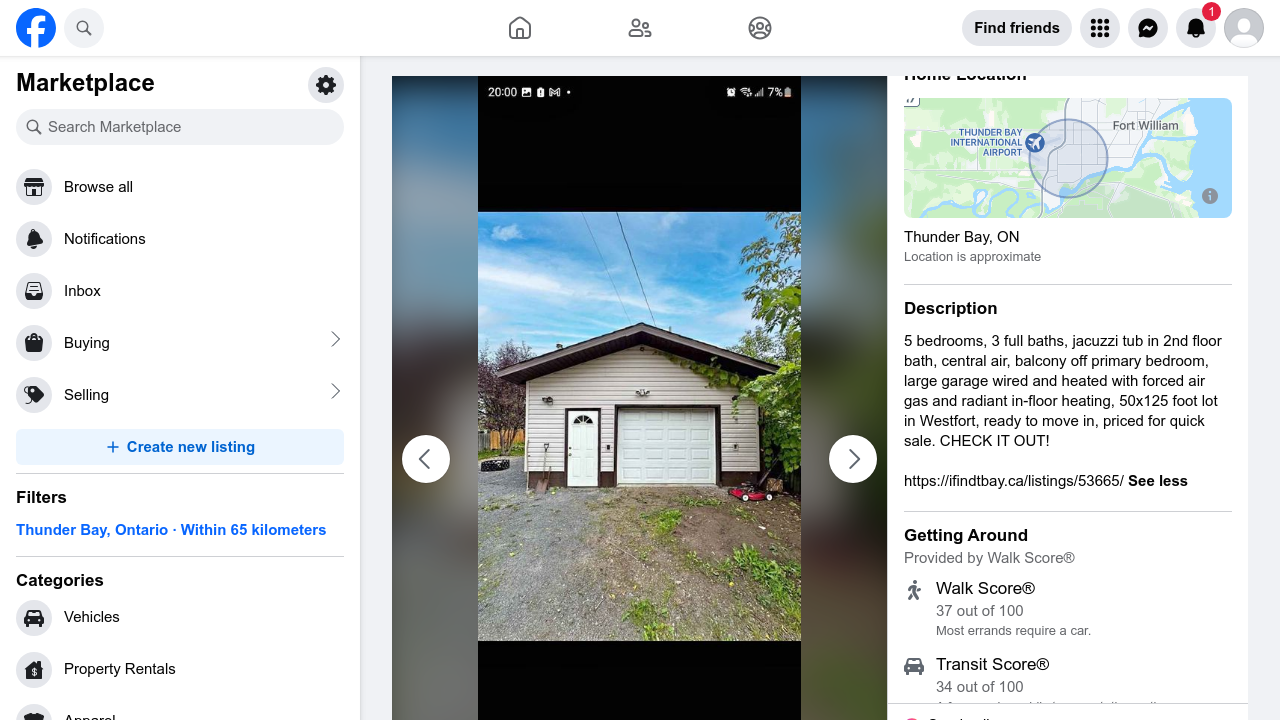 1
Find friends
Marketplace
Search Marketplace
Browse all
Notifications
Inbox
Buying
Selling
Create new listing
Filters
Thunder Bay, Ontario · Within 65 kilometers
Categories
Vehicles
Property Rentals
Apparel
20:00
7%
Home Location
17
THUNDER BAY
INTERNATIONAL
AIRPORT
Fort William
Thunder Bay, ON
Location is approximate
Description
5 bedrooms, 3 full baths, jacuzzi tub in 2nd floor
bath, central air, balcony off primary bedroom,
large garage wired and heated with forced air
gas and radiant in-floor heating, 50x125 foot lot
in Westfort, ready to move in, priced for quick
sale. CHECK IT OUT!
https://ifindtbay.ca/listings/53665/ See less
Getting Around
Provided by Walk Score®
Walk Score®
37 out of 100
Most errands require a car.
Transit Score®
34 out of 100